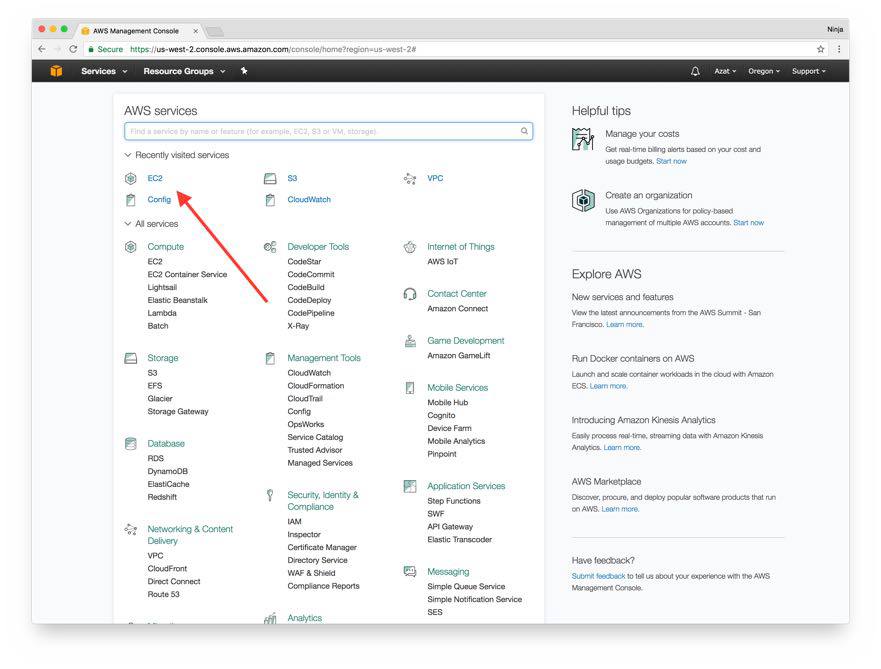 AWS Management Console
Ninja
Secure https://us-west-2.console.aws.amazon.com/console/home?region=us-west-2#
Services
Resource Groups
Azat
Oregon
Support
AWS services
Find a service by name or feature (for example, EC2, S3 or VM, storage).
Recently visited services
EC2
S3
VPC
Config
CloudWatch
All services
Compute
EC2
EC2 Container Service
Lightsail
Elastic Beanstalk
Lambda
Batch
Storage
S3
EFS
Glacier
Storage Gateway
Database
RDS
DynamoDB
ElastiCache
Redshift
Networking & Content
Delivery
VPC
CloudFront
Direct Connect
Route 53
Developer Tools
CodeStar
CodeCommit
CodeBuild
CodeDeploy
CodePipeline
X-Ray
Management Tools
CloudWatch
CloudFormation
CloudTrail
Config
OpsWorks
Service Catalog
Trusted Advisor
Managed Services
Security, Identity &
Compliance
IAM
Inspector
Certificate Manager
Directory Service
WAF & Shield
Compliance Reports
Analytics
Internet of Things
AWS IoT
Contact Center
Amazon Connect
Game Development
Amazon GameLift
Mobile Services
Mobile Hub
Cognito
Device Farm
Mobile Analytics
Pinpoint
Application Services
Step Functions
SWF
API Gateway
Elastic Transcoder
Messaging
Simple Queue Service
Simple Notification Service
SES
Helpful tips
Manage your costs
Get real-time billing alerts based on your cost and
usage budgets. Start now
Create an organization
Use AWS Organizations for policy-based
management of multiple AWS accounts. Start now
Explore AWS
New services and features
View the latest announcements from the AWS Summit - San
Francisco. Learn more.
Run Docker containers on AWS
Launch and scale container workloads in the cloud with Amazon
ECS. Learn more.
Introducing Amazon Kinesis Analytics
Easily process real-time, streaming data with Amazon Kinesis
Analytics. Learn more.
AWS Marketplace
Discover, procure, and deploy popular software products that run
on AWS. Learn more.
Have feedback?
Submit feedback to tell us about your experience with the AWS
Management Console.